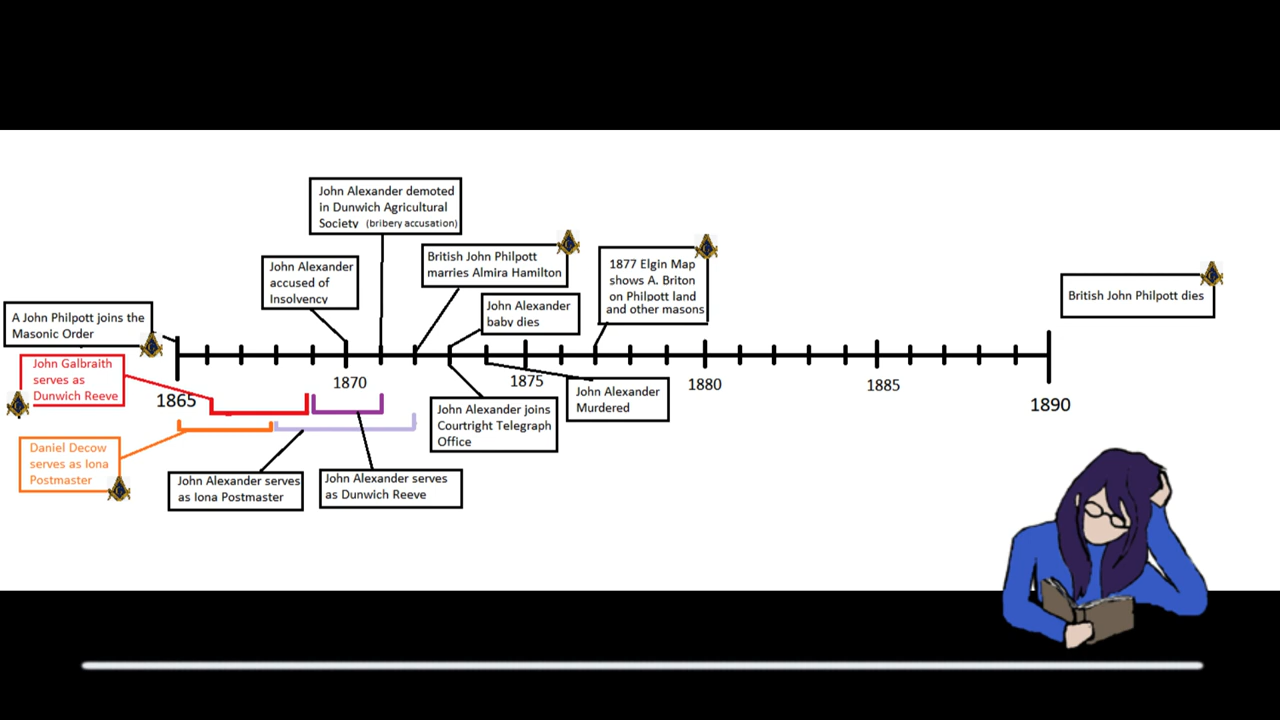 John Alexander demoted
in Dunwich Agricultural
Society (bribery accusation)
John Alexander
accused of
Insolvency
British John Philpott
marries Almira Hamilton
1877 Elgin Map
shows A. Briton
on Philpott land
and other masons
British John Philpott dies
A John Philpott joins the
Masonic Order
John Alexander
baby dies
John Galbraith
serves as
Dunwich Reeve
1865
1870
1875
1880
1885
1890
John Alexander
Murdered
John Alexander joins
Courtright Telegraph
Office
Daniel Decow
serves as Iona
Postmaster
John Alexander serves
as Iona Postmaster
John Alexander serves
as Dunwich Reeve